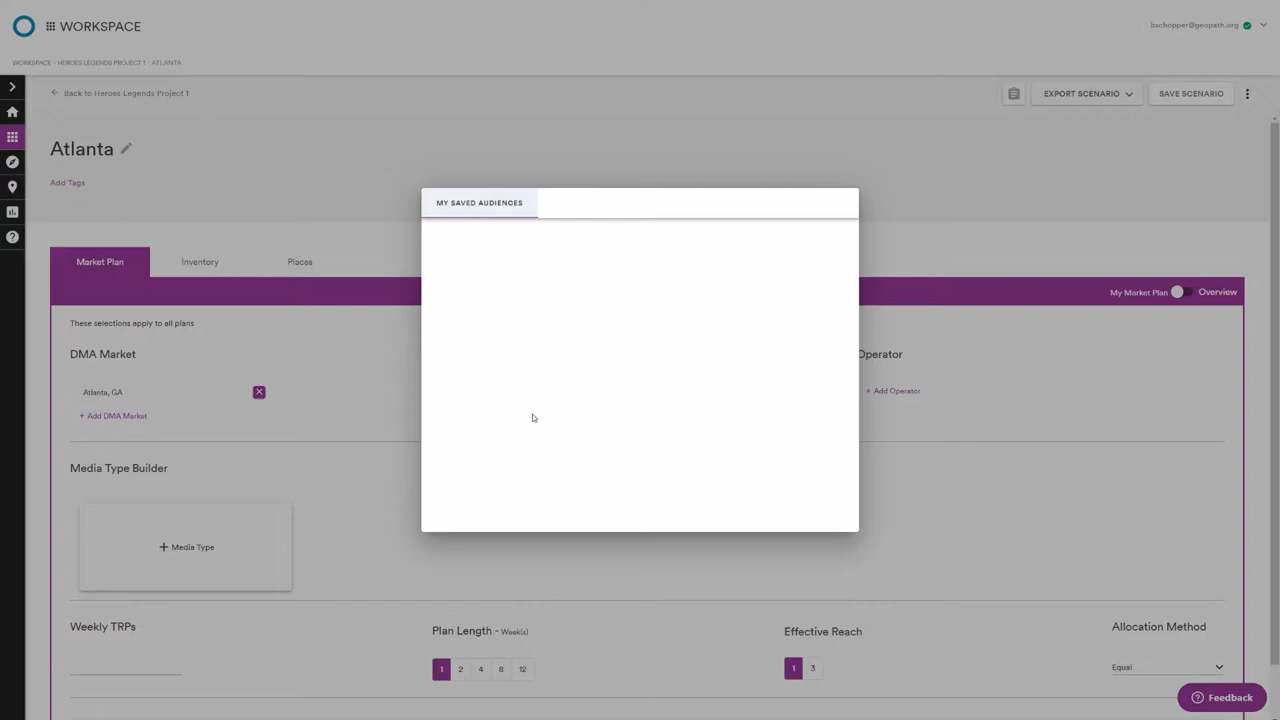 WORKSPACE
bschopper@geopath.org
WORKSPACE - HEROES LEGENDS PROJECT 1 - ATLANTA
Back to Heroes Legends Project 1
EXPORT SCENARIO
SAVE SCENARIO
Atlanta
Add Tags
MY SAVED AUDIENCES
Market Plan
Inventory
Places
My Market Plan
Overview
These selections apply to all plans
DMA Market
Operator
Atlanta, GA
+ Add Operator
+ Add DMA Market
Media Type Builder
+ Media Type
Weekly TRPs
Plan Length - Week(s)
Effective Reach
Allocation Method
1 2 4 8 12
1 3
Equal
Feedback